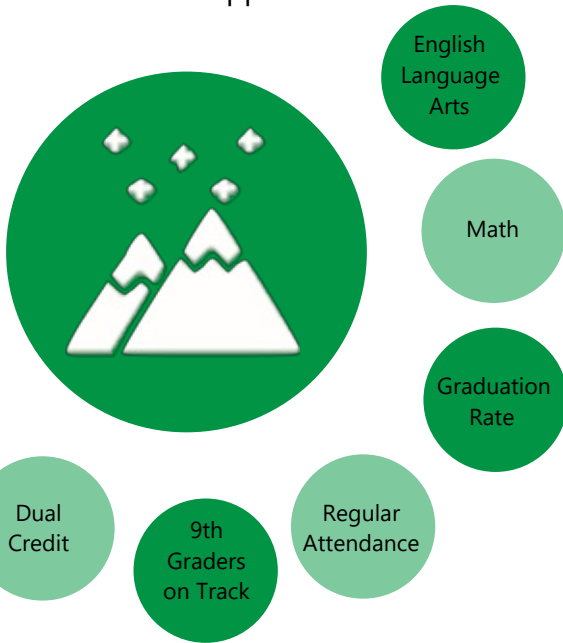 English
Language
Arts
Math
Graduation
Rate
Regular
Attendance
9th
Graders
on Track
Dual
Credit